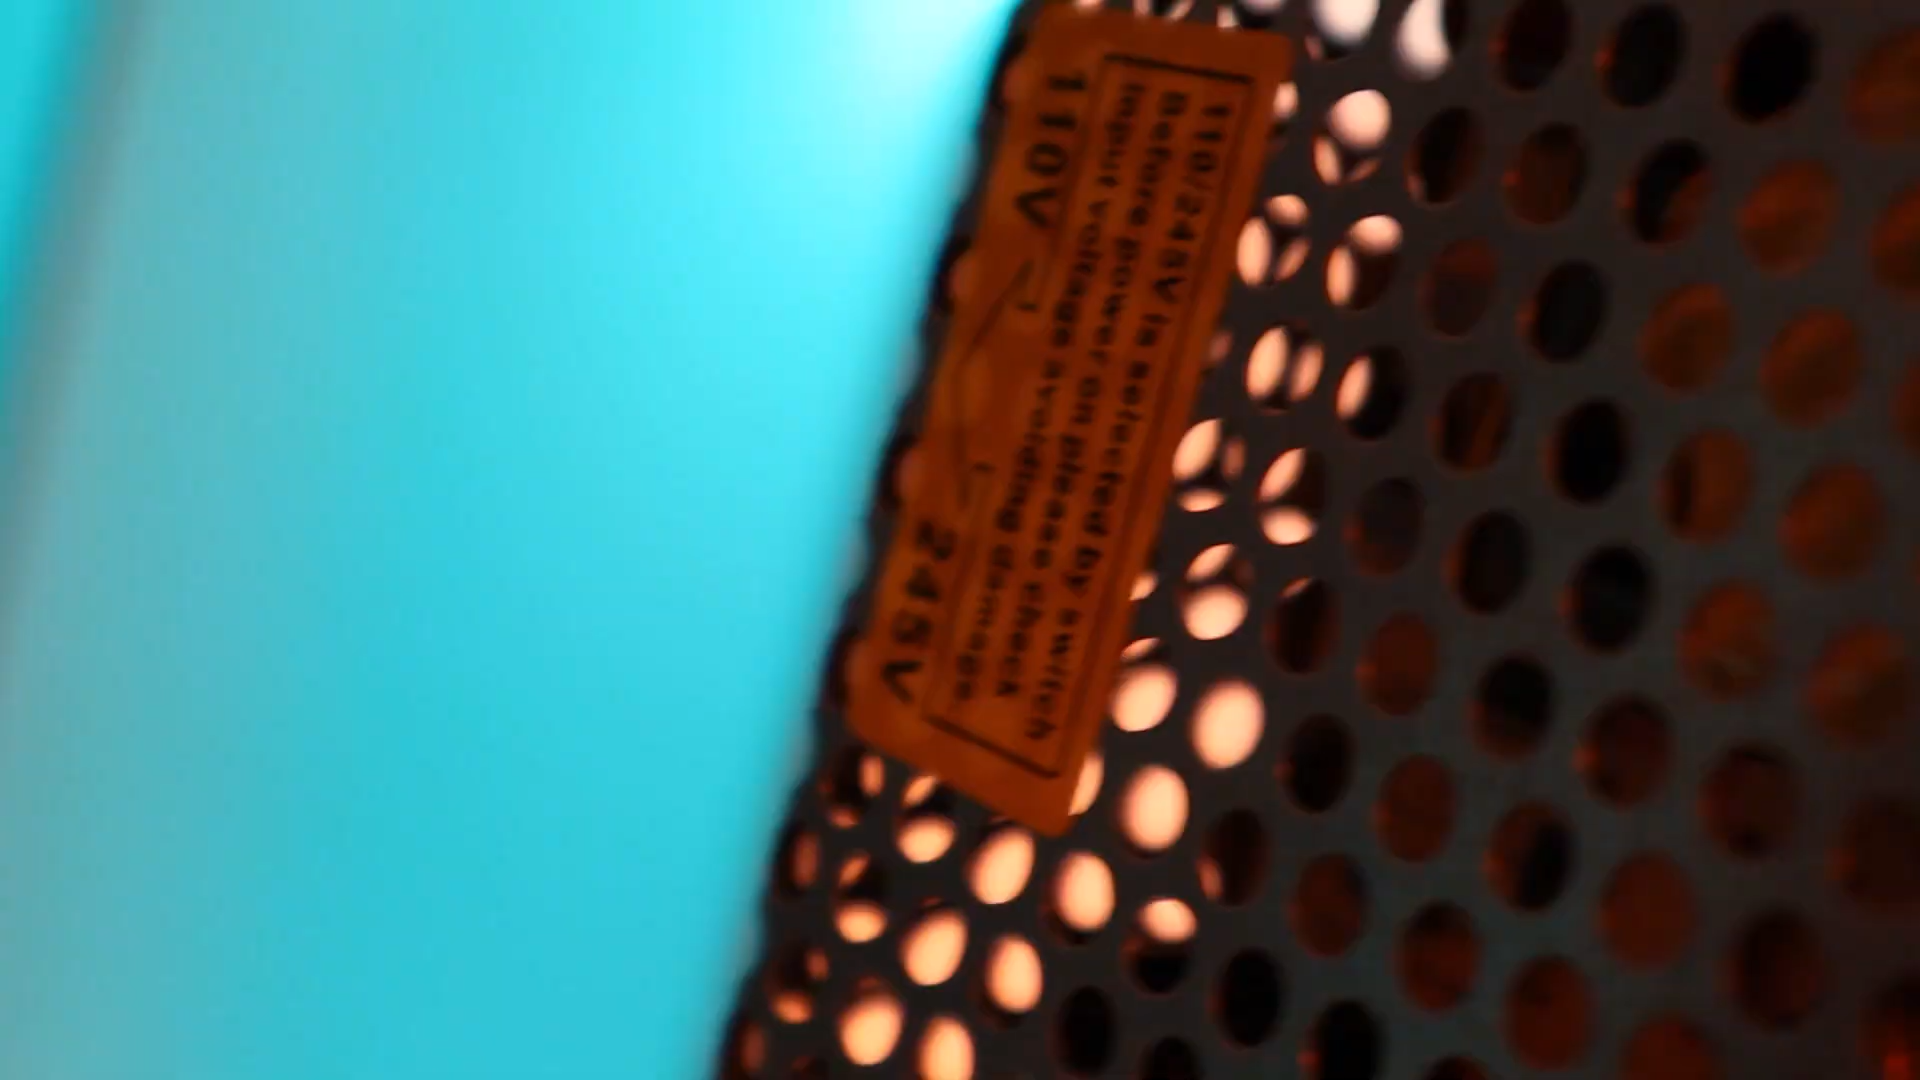 110/245V is selected by switch
Before power on please check
input voltage avoiding damage.
110V
245V